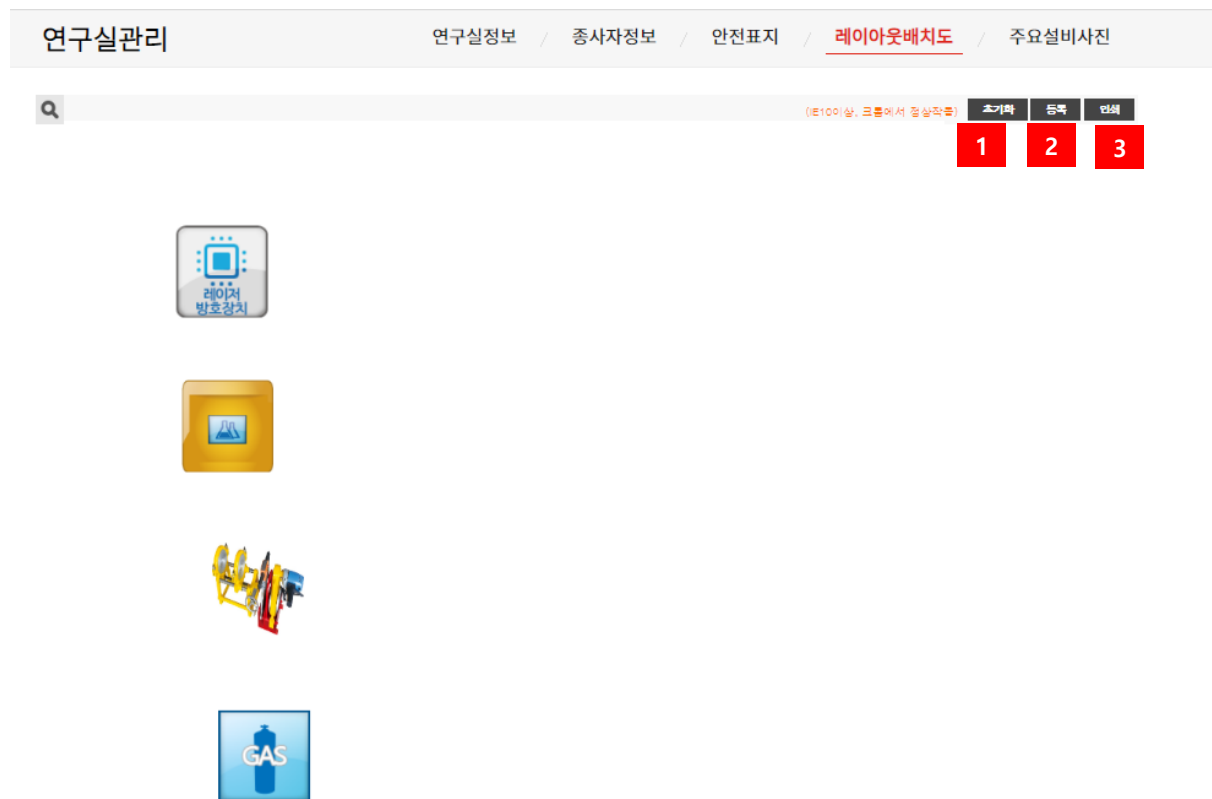 연구실관리
연구실정보 / 종사자정보 / 안전표지 / 레이아웃배치도 / 주요설비사진
(IE10이상, 크롬에서 정상작동) 초기화 등록 인쇄
1 2 3
레이저
방호장치
GAS